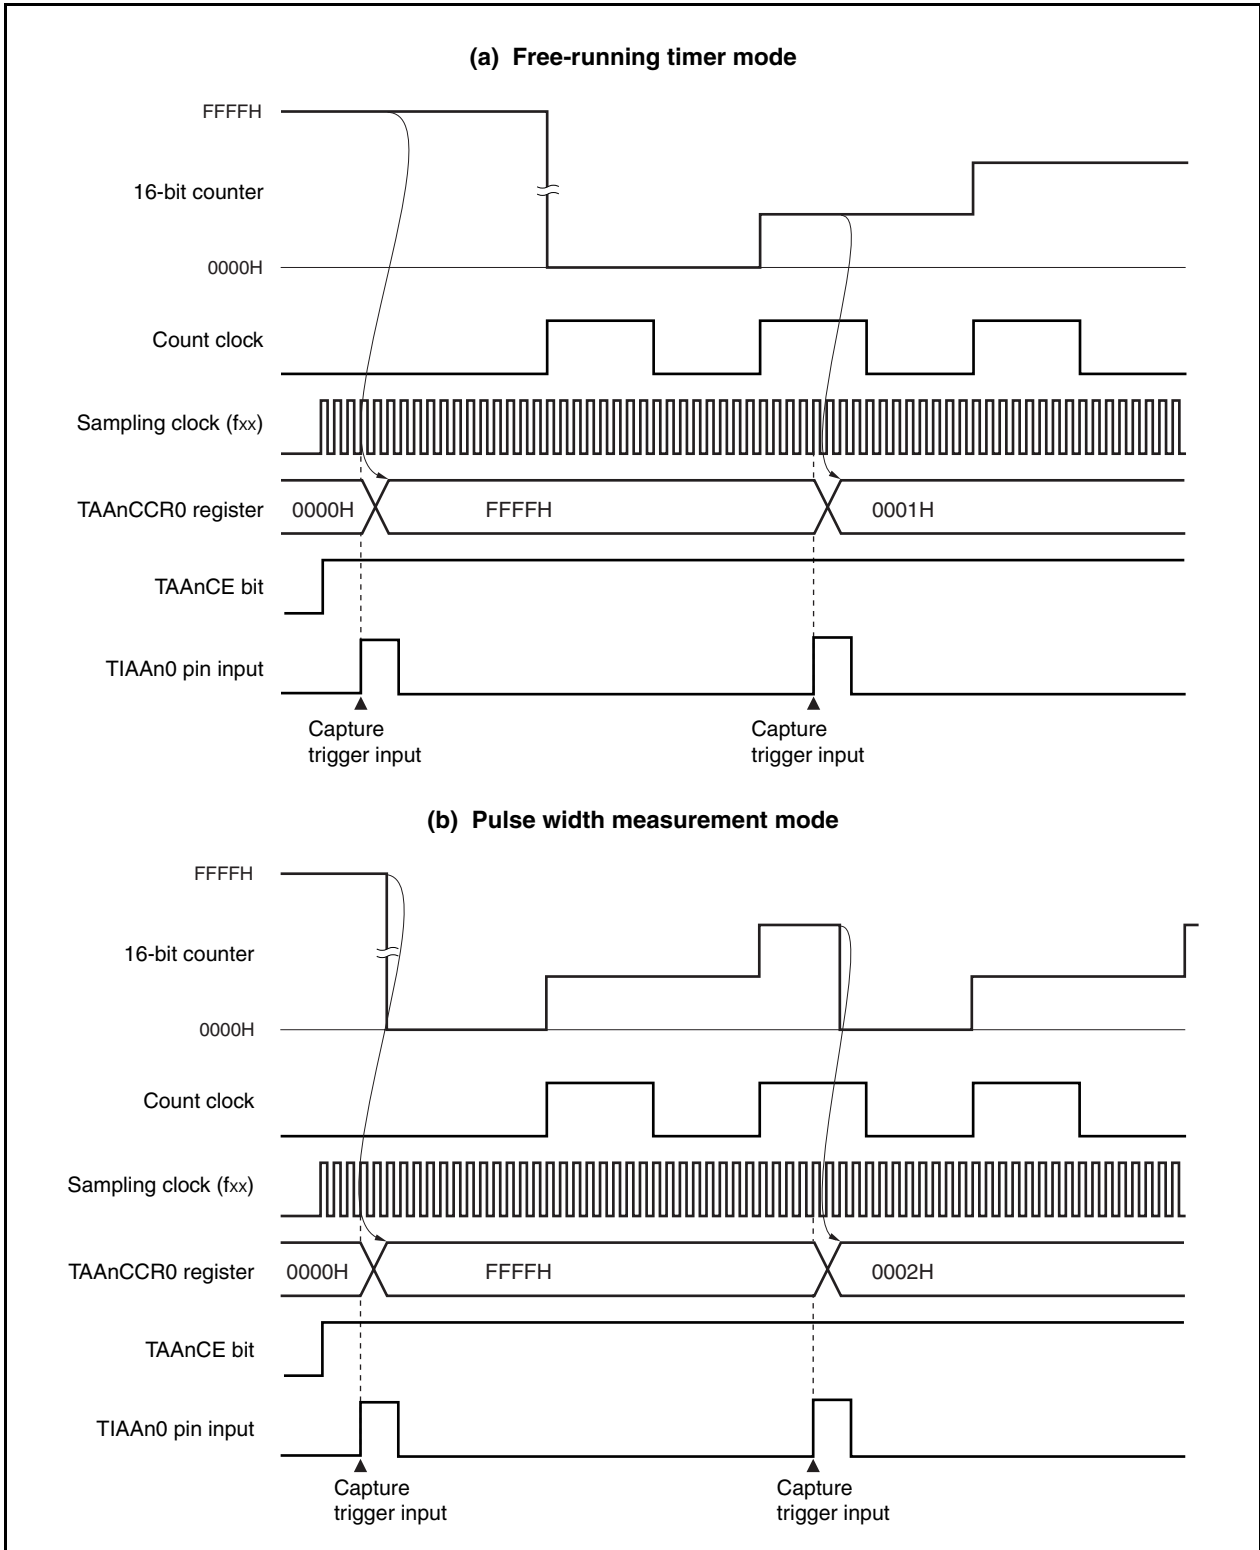 (a) Free-running timer mode
FFFFH
16-bit counter
0000H
Count clock
Sampling clock (fxx)
TAAnCCR0 register
0000H
FFFFH
0001H
TAAnCE bit
TIAAn0 pin input
Capture
trigger input
Capture
trigger input
(b) Pulse width measurement mode
FFFFH
16-bit counter
0000H
Count clock
Sampling clock (fxx)
TAAnCCR0 register
0000H
FFFFH
0002H
TAAnCE bit
TIAAn0 pin input
Capture
trigger input
Capture
trigger input